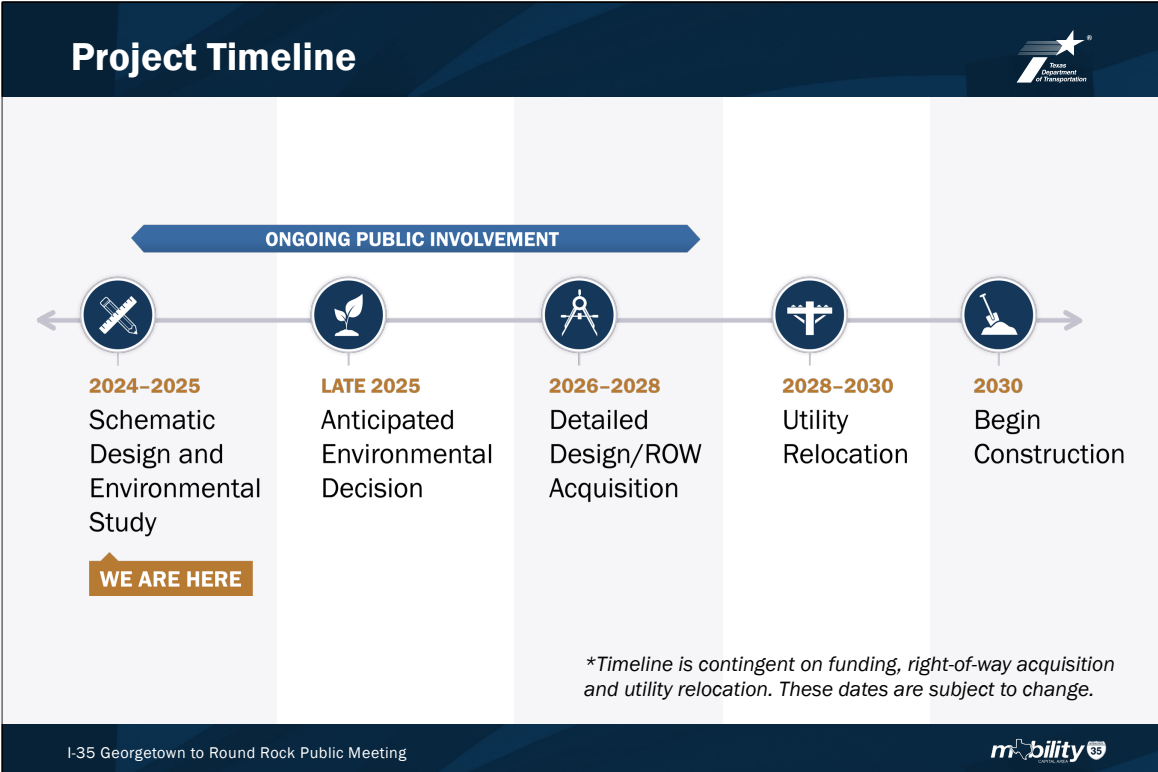 Project Timeline
Texas
Department
of Transportation
®
ONGOING PUBLIC INVOLVEMENT
2024–2025
Schematic
Design and
Environmental
Study
WE ARE HERE
LATE 2025
Anticipated
Environmental
Decision
2026–2028
Detailed
Design/ROW
Acquisition
2028–2030
Utility
Relocation
2030
Begin
Construction
*Timeline is contingent on funding, right-of-way acquisition
and utility relocation. These dates are subject to change.
I-35 Georgetown to Round Rock Public Meeting
mobility 35
CAPITAL AREA